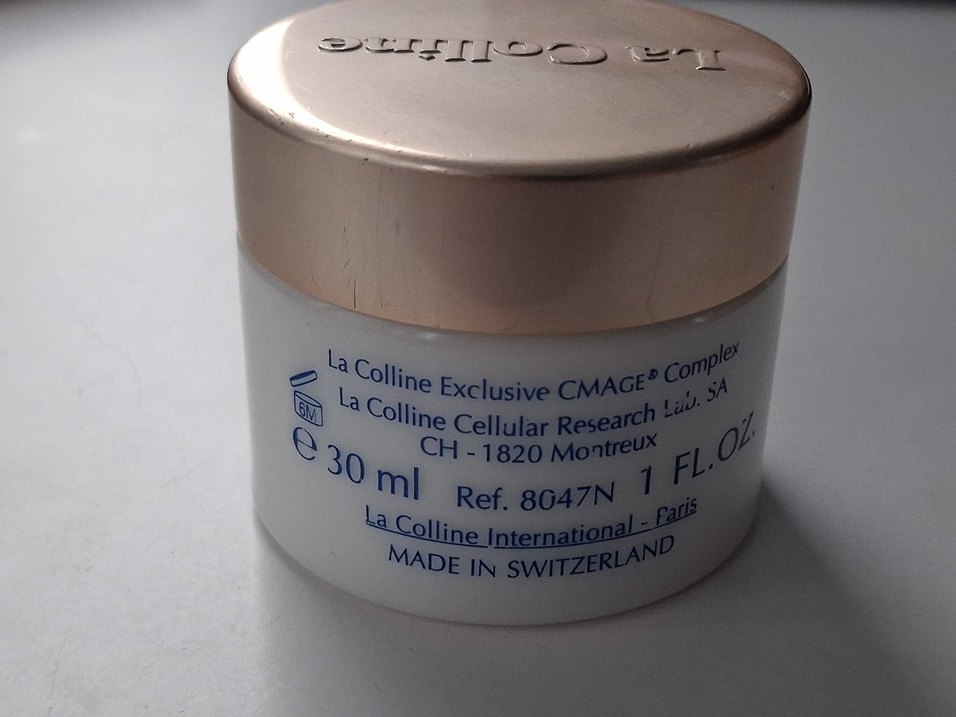 La Colline
La Colline Exclusive CMAGE® Complex
6M
La Colline Cellular Research Lab. SA
CH - 1820 Montreux
e 30 ml Ref. 8047N 1 FL.OZ.
La Colline International - Paris
MADE IN SWITZERLAND